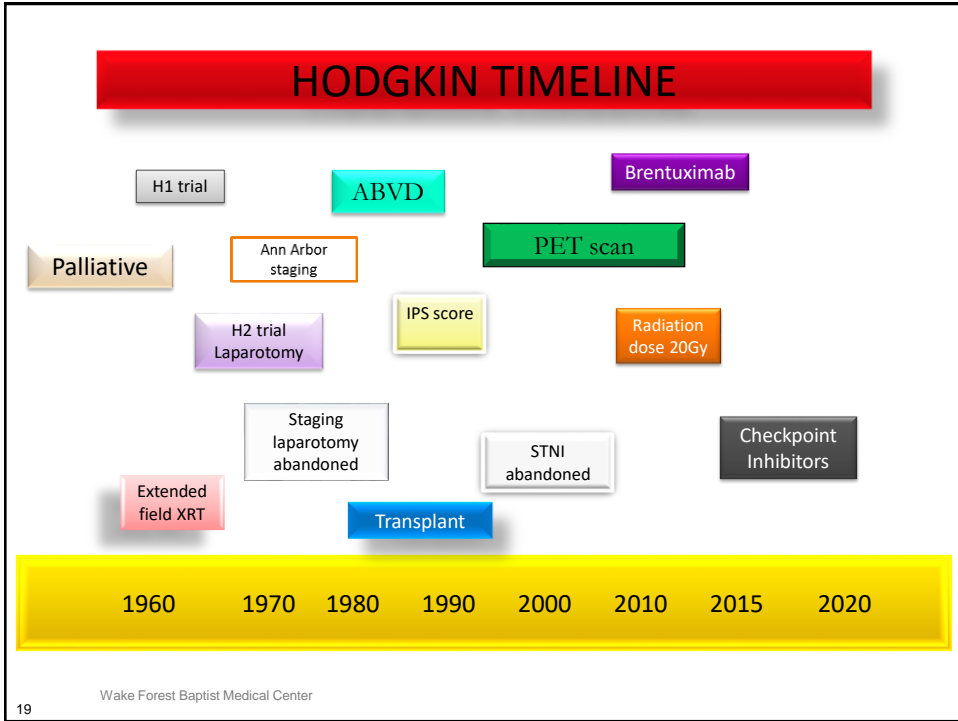 HODGKIN TIMELINE
H1 trial
ABVD
Brentuximab
Palliative
Ann Arbor
staging
PET scan
IPS score
H2 trial
Laparotomy
Radiation
dose 20Gy
Staging
laparotomy
abandoned
STNI
abandoned
Checkpoint
Inhibitors
Extended
field XRT
Transplant
1960 1970 1980 1990 2000 2010 2015 2020
Wake Forest Baptist Medical Center
19